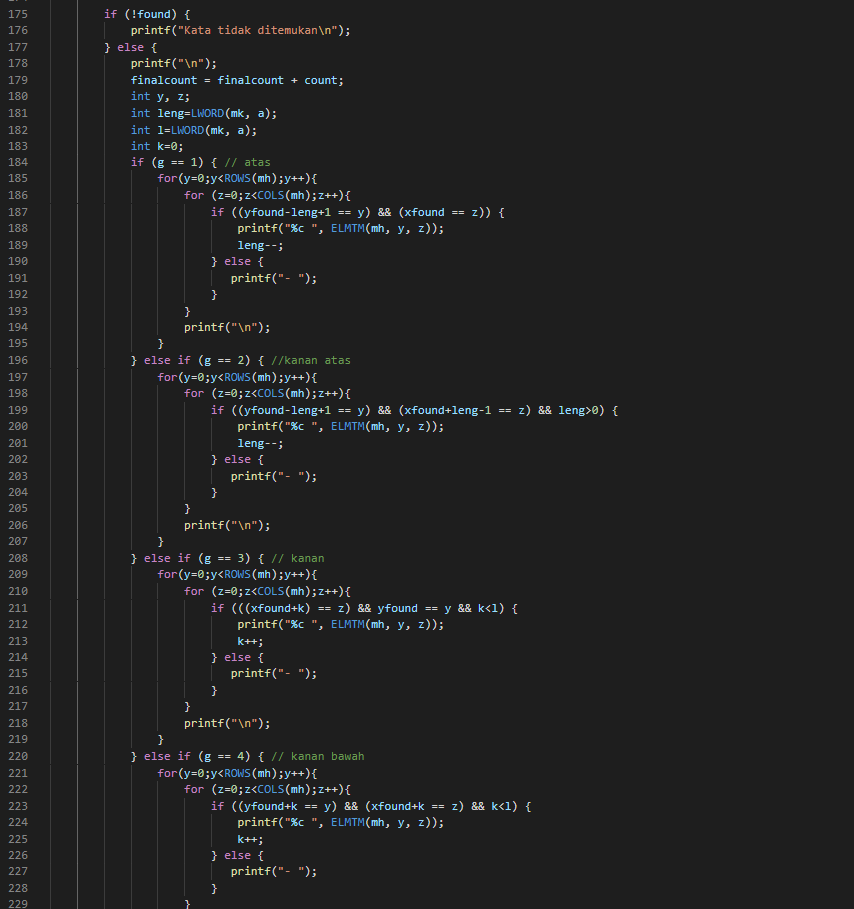 175 if (!found) {
176 printf("Kata tidak ditemukan\n");
177 } else {
178 printf("\n");
179 finalcount = finalcount + count;
180 int y, z;
181 int leng=LWORD(mk, a);
182 int l=LWORD(mk, a);
183 int k=0;
184 if (g == 1) { // atas
185 for(y=0;y<ROWS(mh);y++){
186 for (z=0;z<COLS(mh);z++){
187 if ((yfound-leng+1 == y) && (xfound == z)) {
188 printf("%c ", ELMTM(mh, y, z));
189 leng--;
190 } else {
191 printf("- ");
192 }
193 }
194 printf("\n");
195 }
196 } else if (g == 2) { //kanan atas
197 for(y=0;y<ROWS(mh);y++){
198 for (z=0;z<COLS(mh);z++){
199 if ((yfound-leng+1 == y) && (xfound+leng-1 == z) && leng>0) {
200 printf("%c ", ELMTM(mh, y, z));
201 leng--;
202 } else {
203 printf("- ");
204 }
205 }
206 printf("\n");
207 }
208 } else if (g == 3) { // kanan
209 for(y=0;y<ROWS(mh);y++){
210 for (z=0;z<COLS(mh);z++){
211 if (((xfound+k) == z) && yfound == y && k<l) {
212 printf("%c ", ELMTM(mh, y, z));
213 k++;
214 } else {
215 printf("- ");
216 }
217 }
218 printf("\n");
219 }
220 } else if (g == 4) { // kanan bawah
221 for(y=0;y<ROWS(mh);y++){
222 for (z=0;z<COLS(mh);z++){
223 if ((yfound+k == y) && (xfound+k == z) && k<l) {
224 printf("%c ", ELMTM(mh, y, z));
225 k++;
226 } else {
227 printf("- ");
228 }
229 }